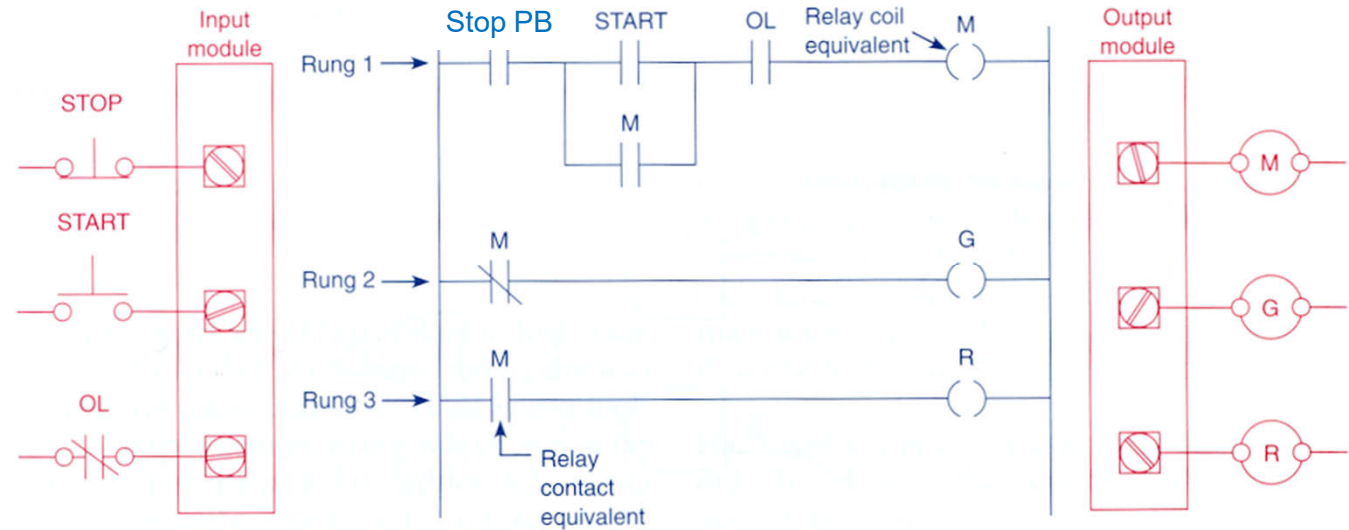 Input
module
STOP
START
OL
Stop PB
START
OL
Relay coil
equivalent
M
Rung 1
M
Rung 2
M
G
Rung 3
M
R
Relay
contact
equivalent
Output
module
M
G
R